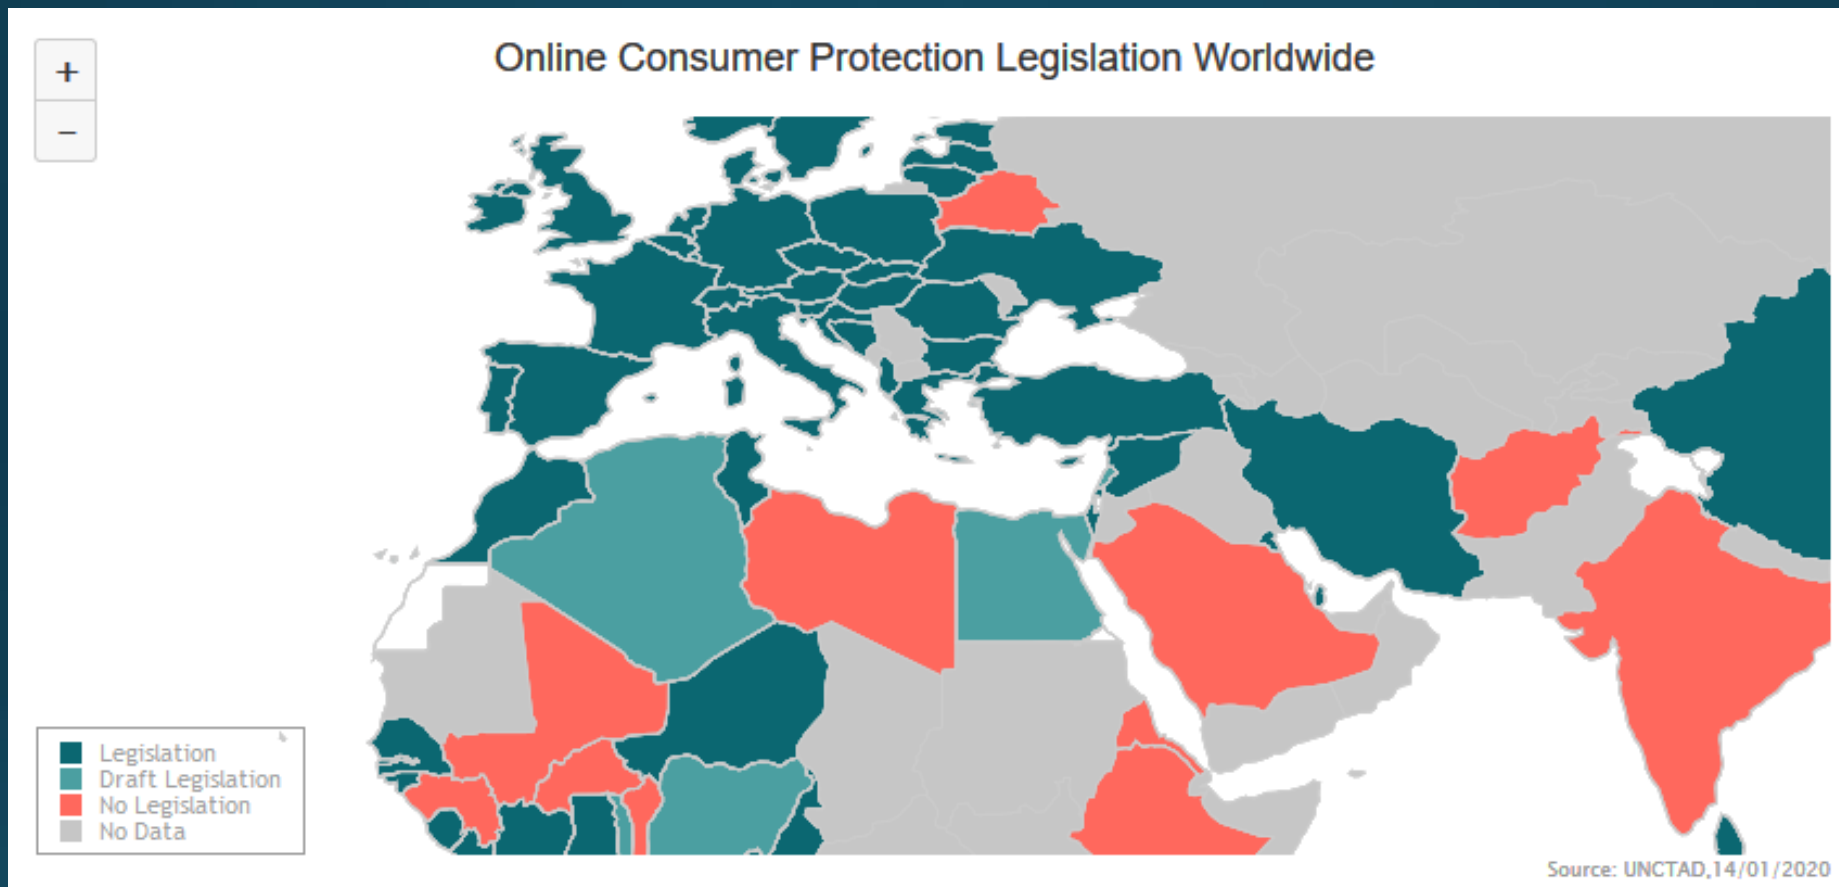 +
Online Consumer Protection Legislation Worldwide
−
Legislation
Draft Legislation
No Legislation
No Data
Source: UNCTAD,14/01/2020